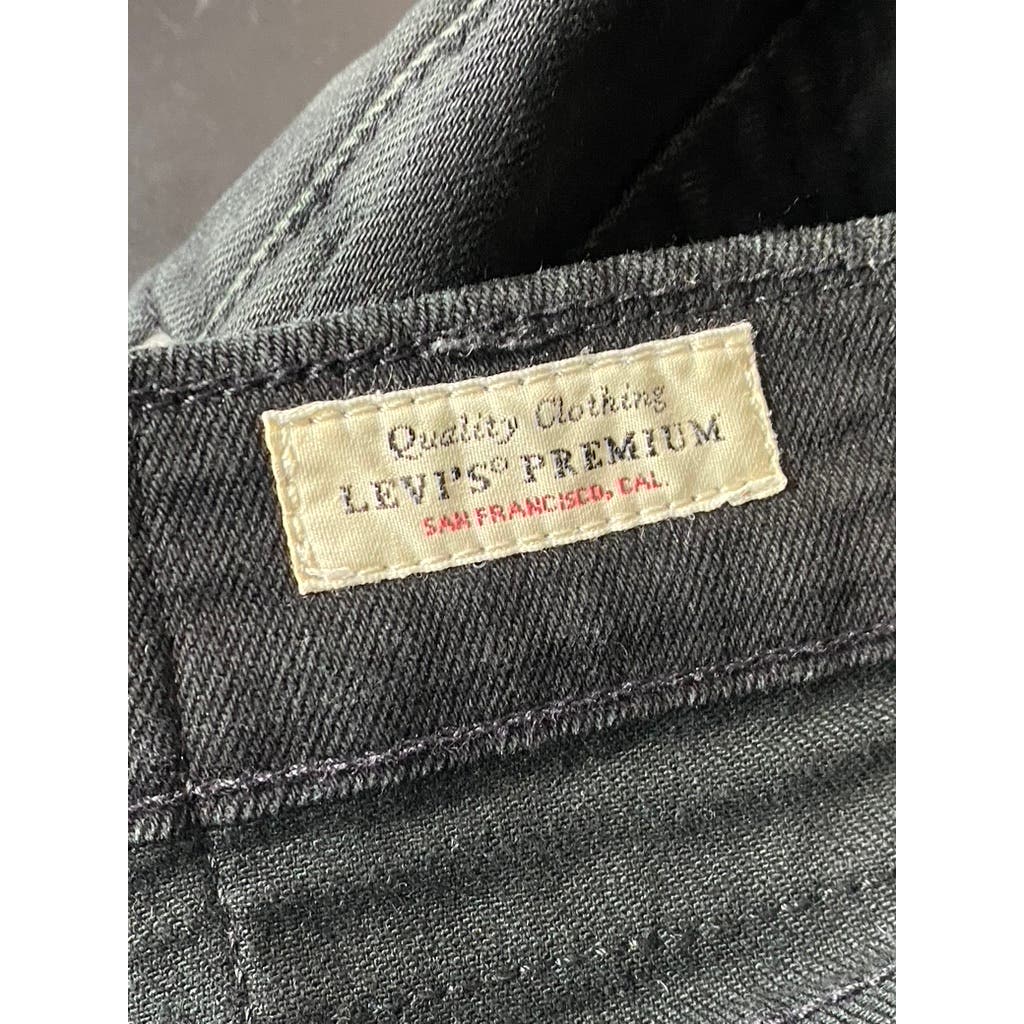 Quality Clothing
LEVI'S® PREMIUM
SAN FRANCISCO, CAL.